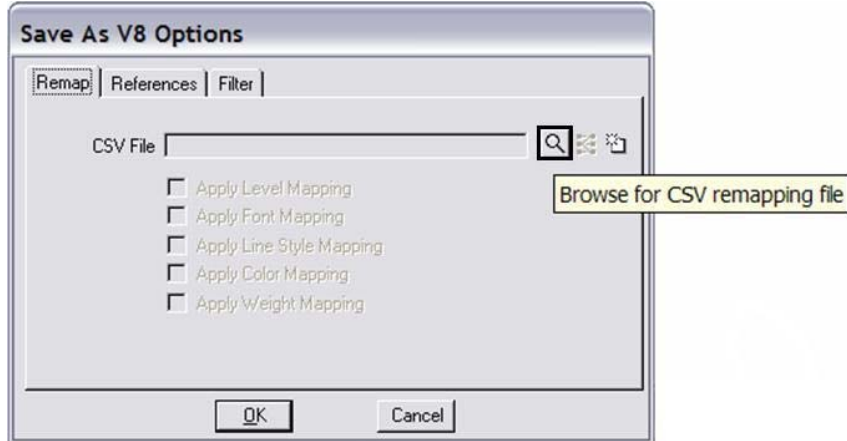 Save As V8 Options
Remap References Filter
CSV File
Browse for CSV remapping file
Apply Level Mapping
Apply Font Mapping
Apply Line Style Mapping
Apply Color Mapping
Apply Weight Mapping
OK Cancel